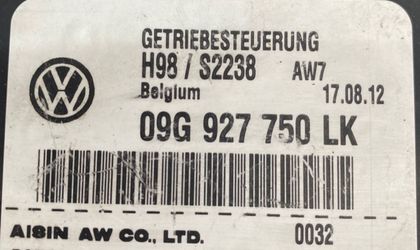 GETRIEBESTEUERUNG
H98 / S2238 AW7
Belgium 17.08.12
09G 927 750 LK
AISIN AW CO., LTD. 0032